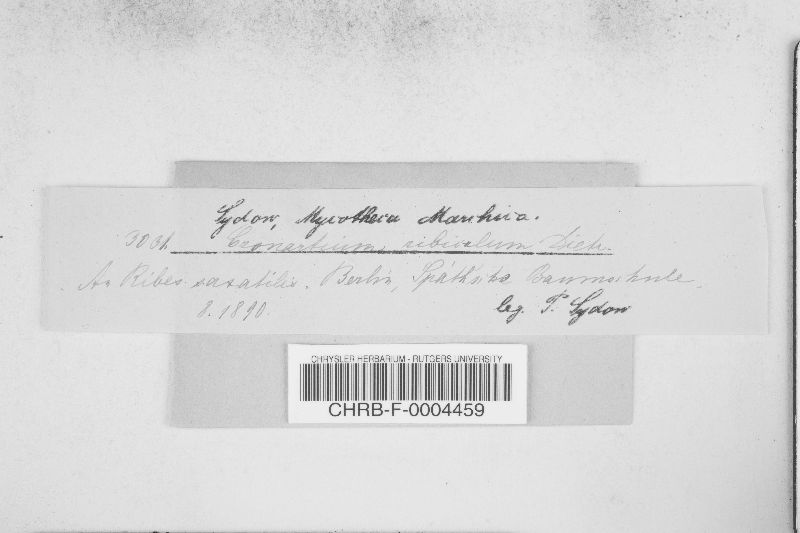 Sydow, Mycotheca Marchica.
3031. Cronartium ribicolum Dietr.
An Ribes saxatilis. Berlin, Späth'sche Baumschule.
8.1890. leg. P. Sydow
CHRYSLER HERBARIUM - RUTGERS UNIVERSITY
CHRB-F-0004459